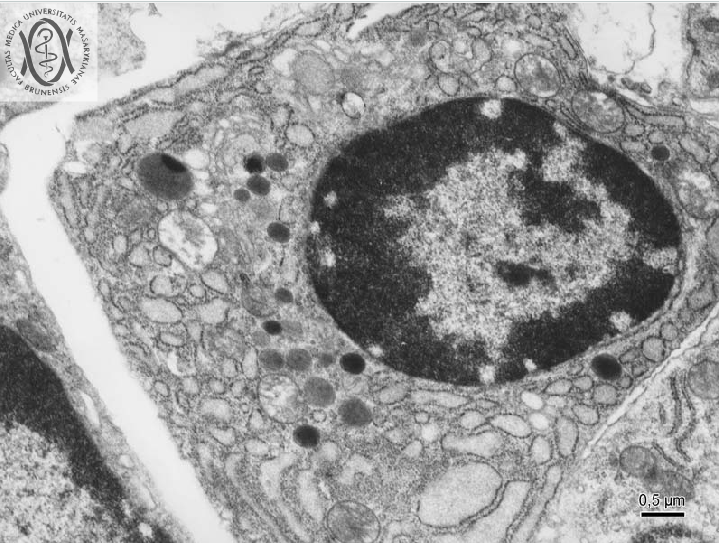 FACULTAS MEDICA UNIVERSITATIS MASARYKIANAE BRUNENSIS
0,5 µm